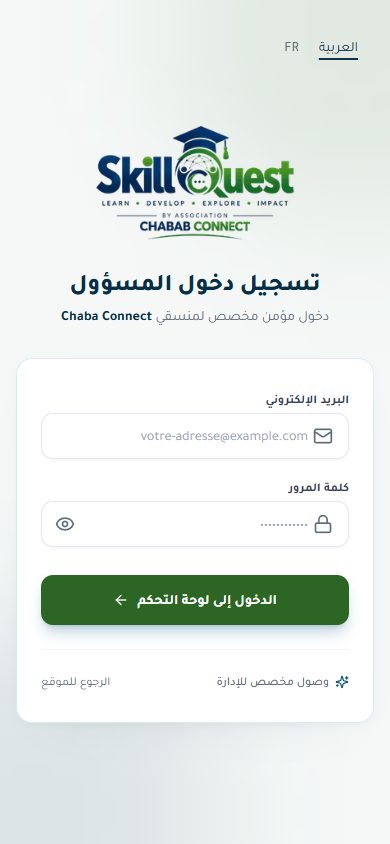 العربية FR
SkillQuest
LEARN • DEVELOP • EXPLORE • IMPACT
BY ASSOCIATION
CHABAB CONNECT
تسجيل دخول المسؤول
دخول مؤمن مخصص لمنسقي Chaba Connect
البريد الإلكتروني
votre-adresse@example.com
كلمة المرور
••••••••••••
الدخول إلى لوحة التحكم ←
وصول مخصص للإدارة الرجوع للموقع